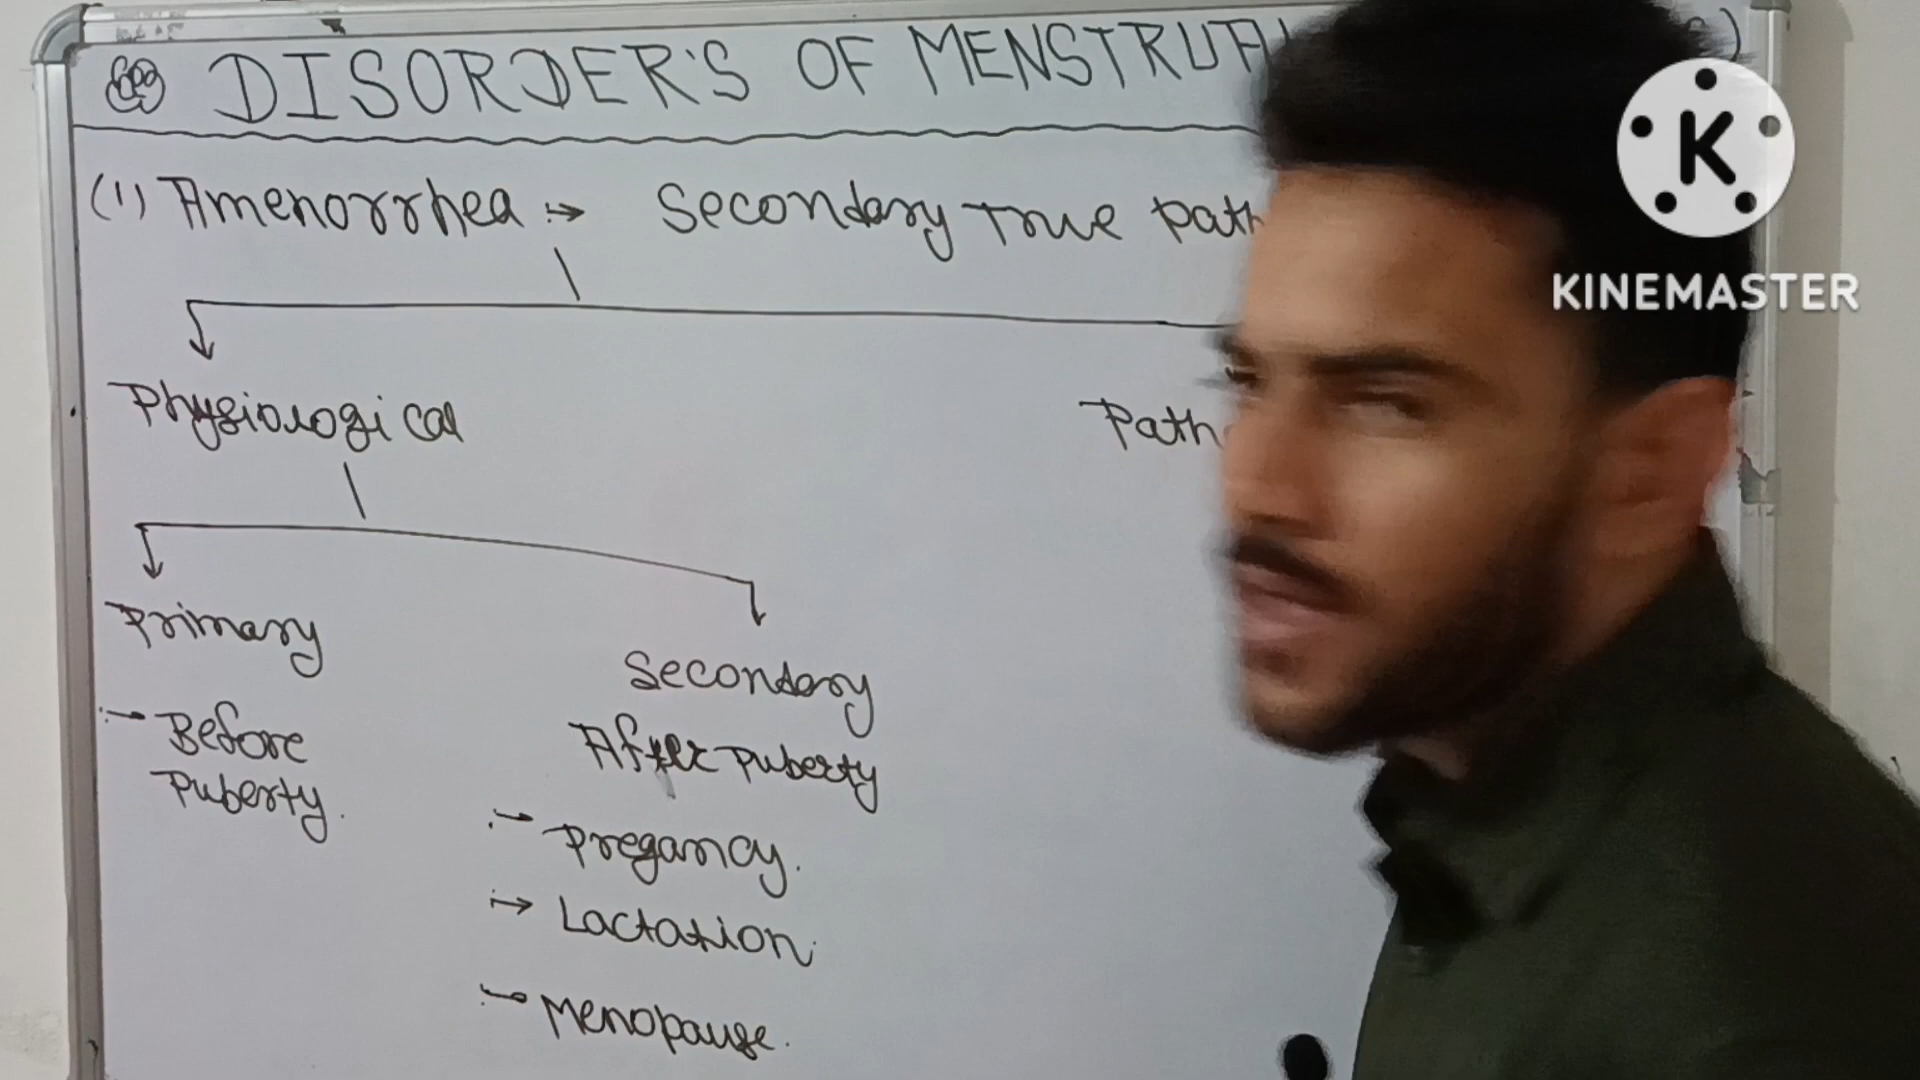 DISORDER'S OF MENSTRUA
(1) Amenorrhea → Secondary True Path
Physiological
Path
Primary
Secondary
Before
Puberty.
After Puberty
Pregancy.
Lactation
Menopause.
K
KINEMASTER